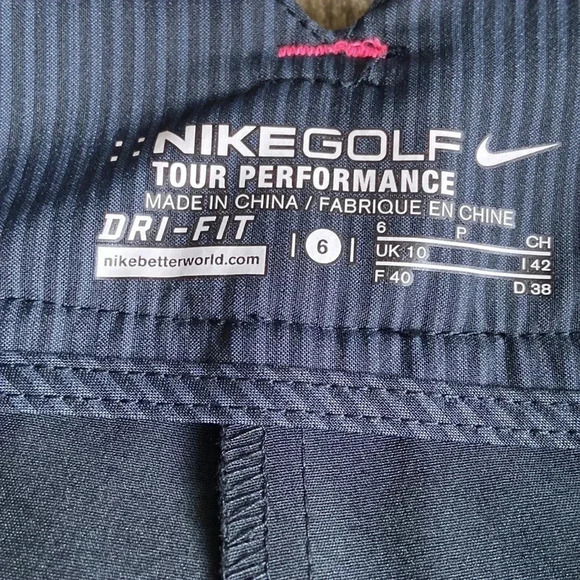 NIKEGOLF
TOUR PERFORMANCE
MADE IN CHINA / FABRIQUE EN CHINE
DRI-FIT
nikebetterworld.com
6
6 P CH
UK 10 I 42
F 40 D 38